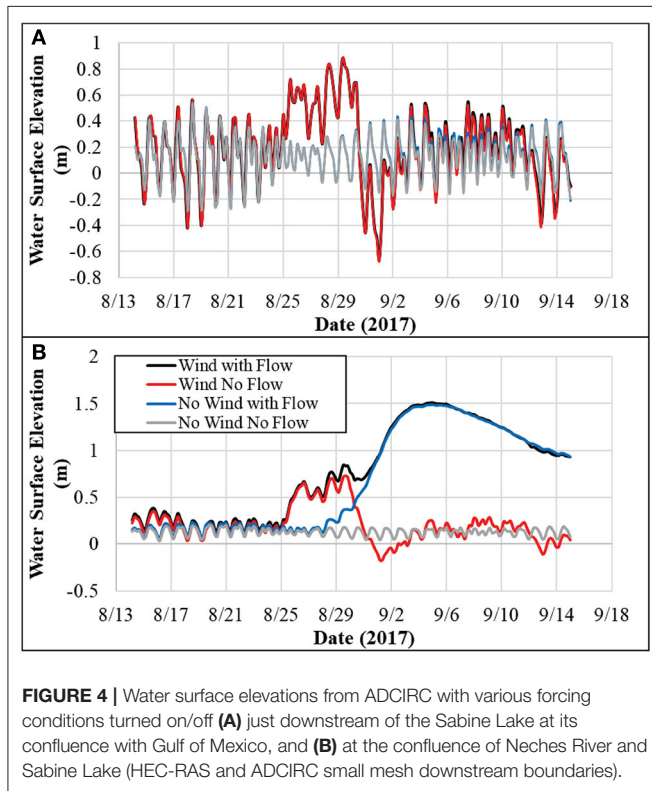 A
Water Surface Elevation
(m)
1
0.8
0.6
0.4
0.2
0
-0.2
-0.4
-0.6
-0.8
8/13 8/17 8/21 8/25 8/29 9/2 9/6 9/10 9/14 9/18
Date (2017)
B
Water Surface Elevation
(m)
2
1.5
1
0.5
0
-0.5
Wind with Flow
Wind No Flow
No Wind with Flow
No Wind No Flow
8/13 8/17 8/21 8/25 8/29 9/2 9/6 9/10 9/14 9/18
Date (2017)
FIGURE 4 | Water surface elevations from ADCIRC with various forcing
conditions turned on/off (A) just downstream of the Sabine Lake at its
confluence with Gulf of Mexico, and (B) at the confluence of Neches River and
Sabine Lake (HEC-RAS and ADCIRC small mesh downstream boundaries).